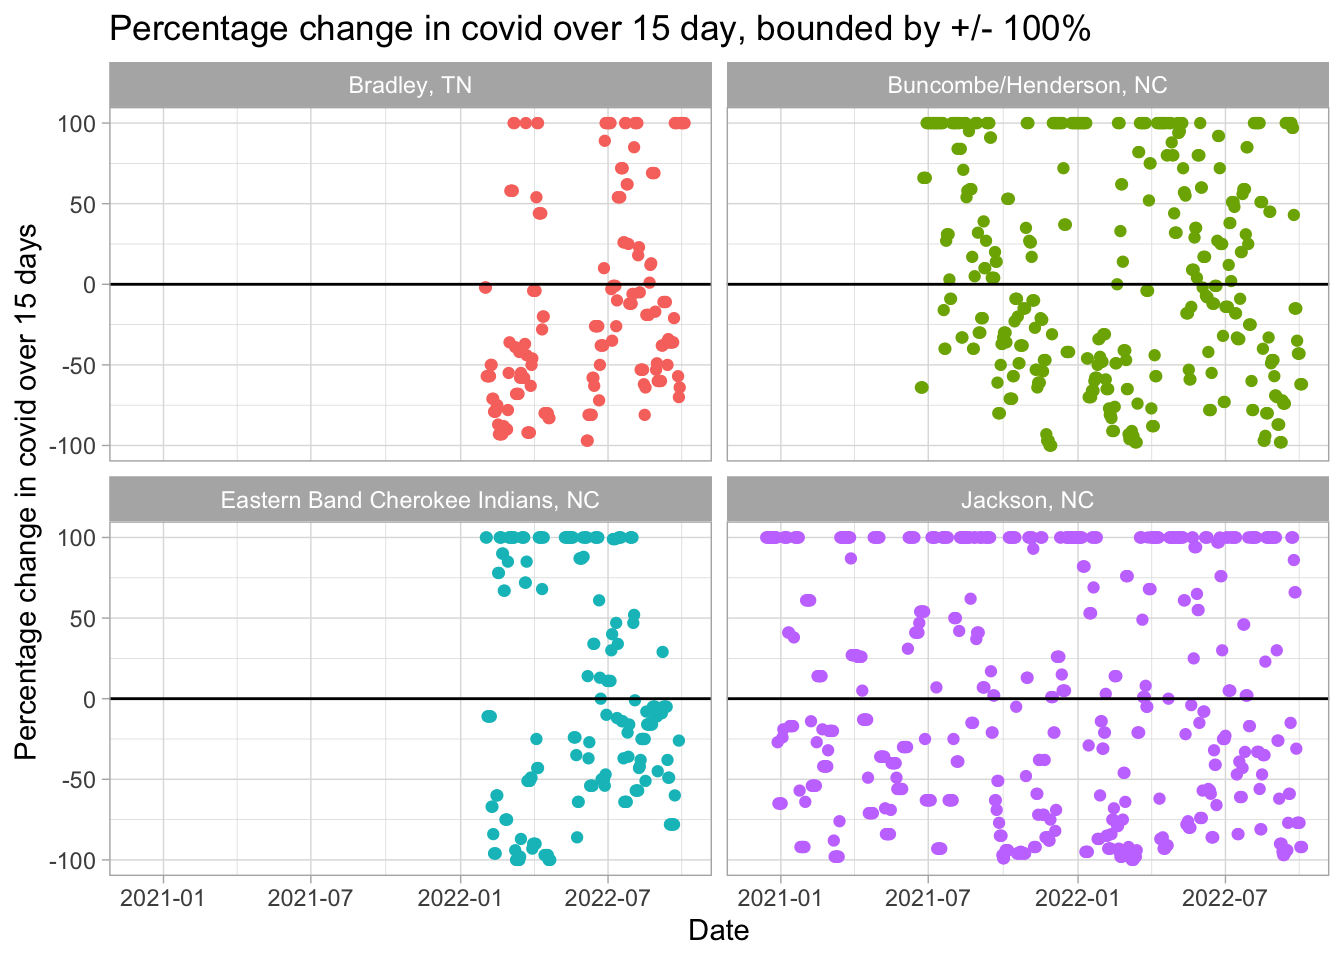 Percentage change in covid over 15 day, bounded by +/- 100%
Bradley, TN
Buncombe/Henderson, NC
100
50
0
-50
-100
Eastern Band Cherokee Indians, NC
Jackson, NC
100
50
0
-50
-100
Percentage change in covid over 15 days
2021-01
2021-07
2022-01
2022-07
2021-01
2021-07
2022-01
2022-07
Date